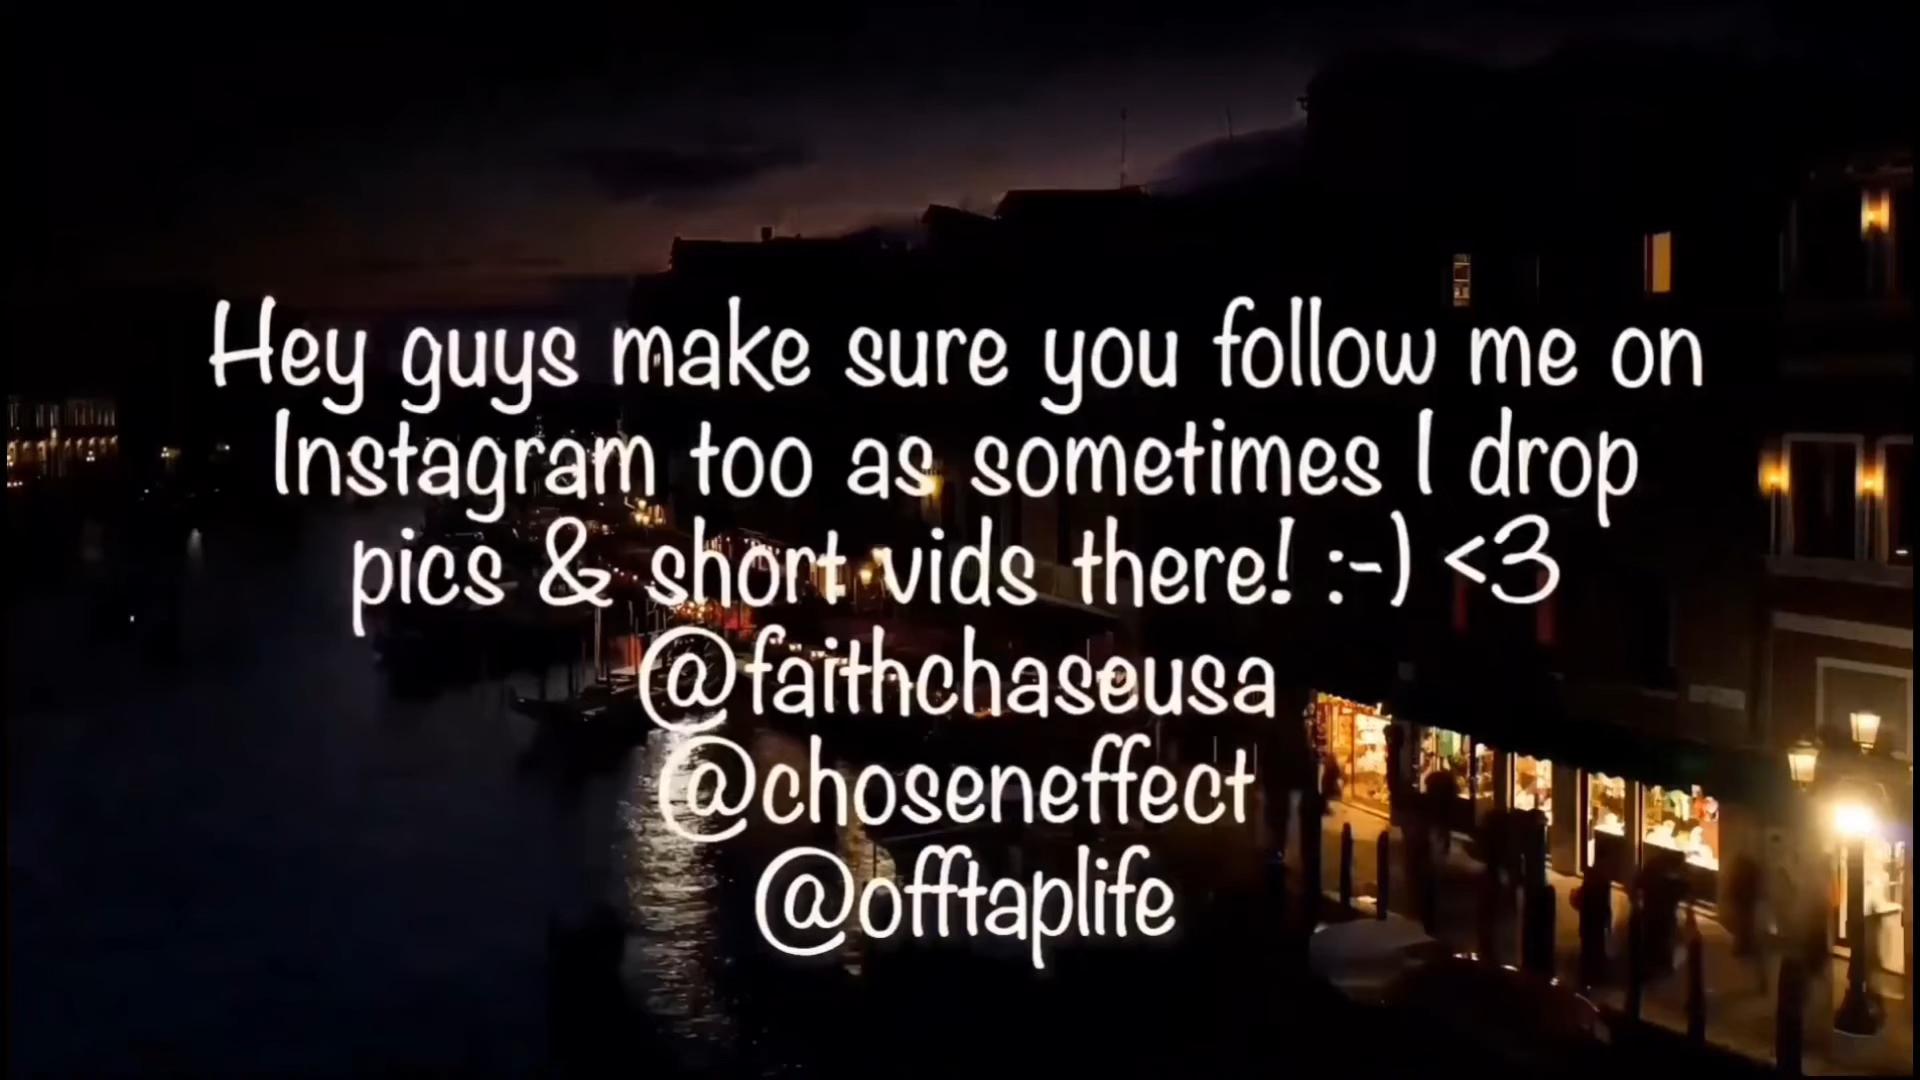 Hey guys make sure you follow me on
Instagram too as sometimes I drop
pics & short vids there! :-) <3
@faithchaseusa
@choseneffect
@offtaplife